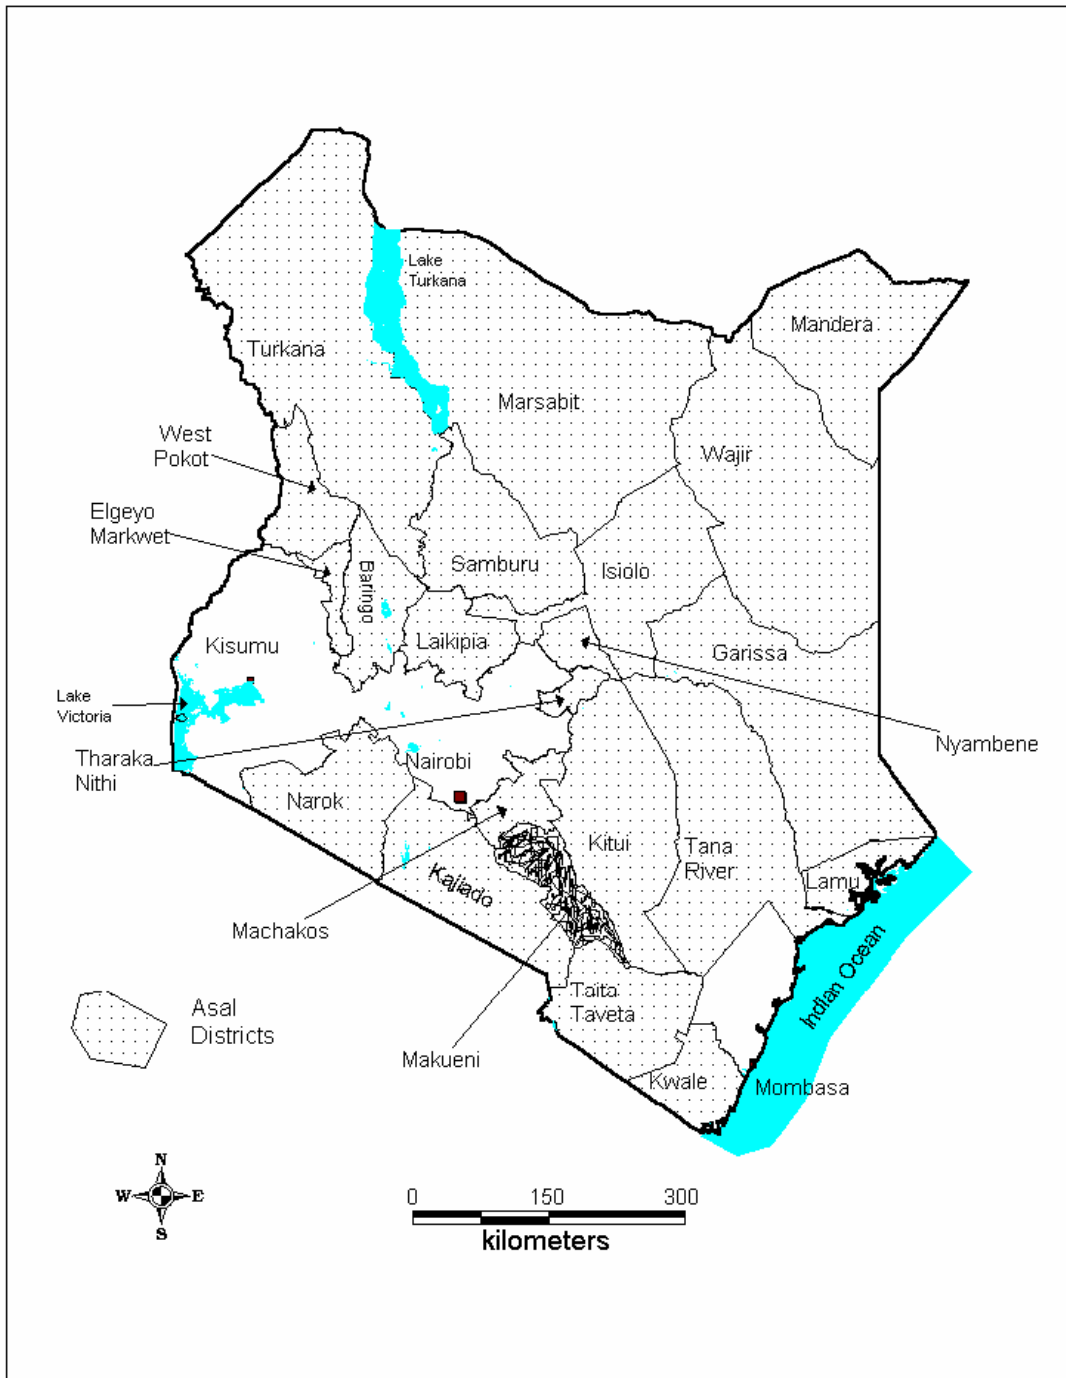 Lake
Turkana
Mandera
Turkana
Marsabit
West
Pokot
Wajir
Elgeyo
Markwet
Samburu
Isiolo
Baringo
Kisumu
Laikipia
Garissa
Lake
Victoria
Nyambene
Tharaka
Nithi
Nairobi
Narok
Kitui
Tana
River
Kajiado
Lamu
Machakos
Indian Ocean
Taita
Taveta
Asal
Districts
Makueni
Kwale
Mombasa
N
W E
S
0 150 300
kilometers